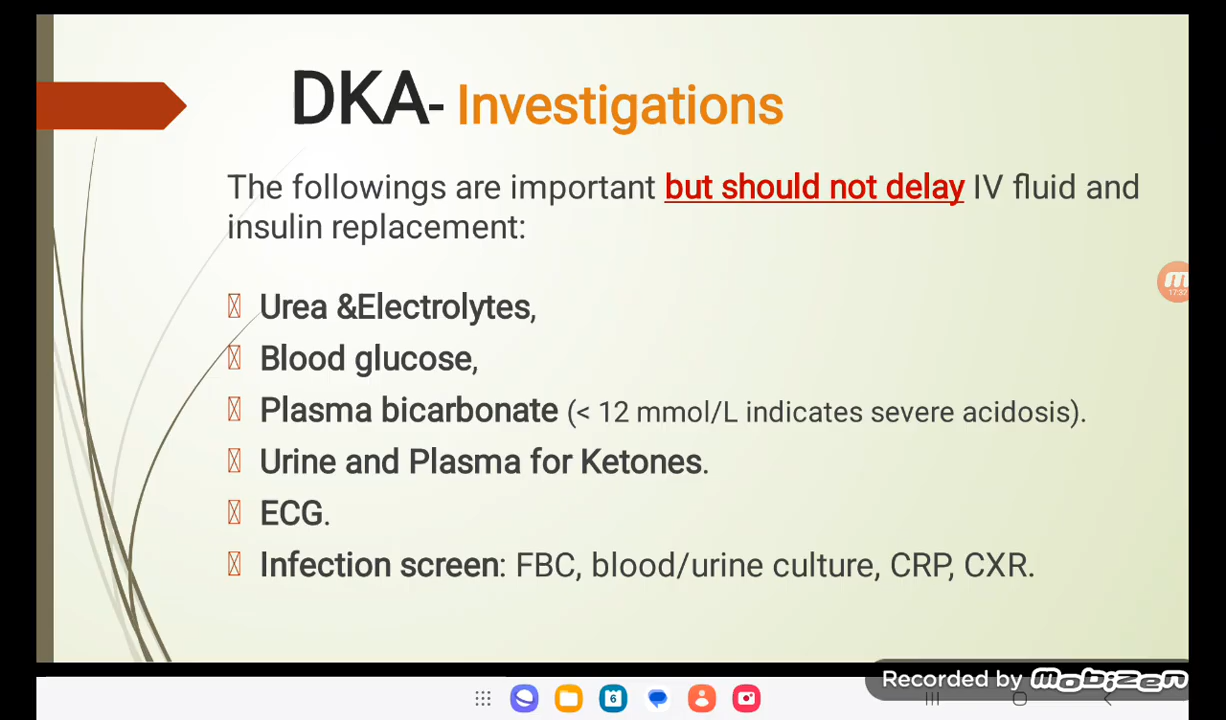 DKA- Investigations
The followings are important but should not delay IV fluid and
insulin replacement:
Urea &Electrolytes,
Blood glucose,
Plasma bicarbonate (< 12 mmol/L indicates severe acidosis).
Urine and Plasma for Ketones.
ECG.
Infection screen: FBC, blood/urine culture, CRP, CXR.
Recorded by mobizen
6